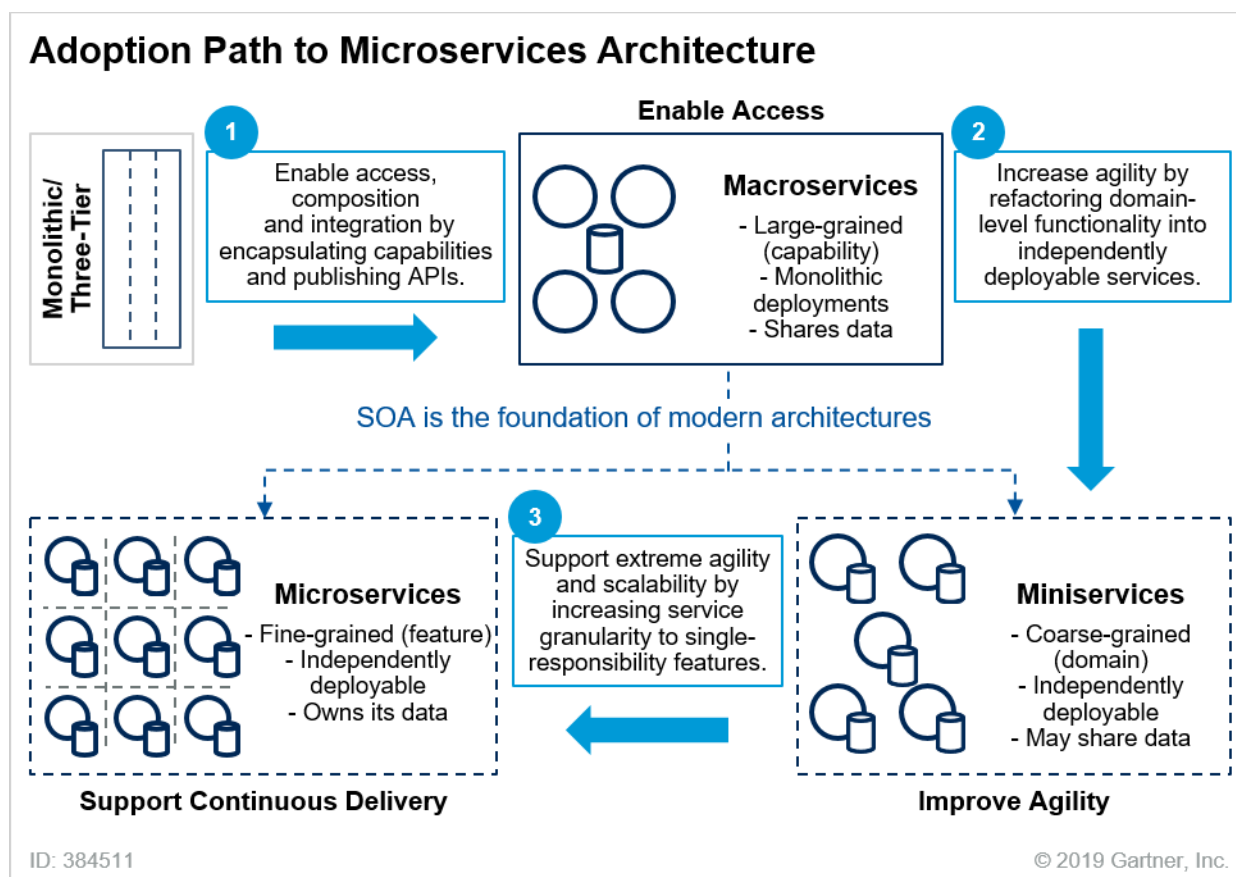 Adoption Path to Microservices Architecture
Monolithic/
Three-Tier
1
Enable access,
composition
and integration by
encapsulating capabilities
and publishing APIs.
Enable Access
Macroservices
- Large-grained
(capability)
- Monolithic
deployments
- Shares data
2
Increase agility by
refactoring domain-
level functionality into
independently
deployable services.
SOA is the foundation of modern architectures
Microservices
- Fine-grained (feature)
- Independently
deployable
- Owns its data
Support Continuous Delivery
3
Support extreme agility
and scalability by
increasing service
granularity to single-
responsibility features.
Miniservices
- Coarse-grained
(domain)
- Independently
deployable
- May share data
Improve Agility
ID: 384511
© 2019 Gartner, Inc.